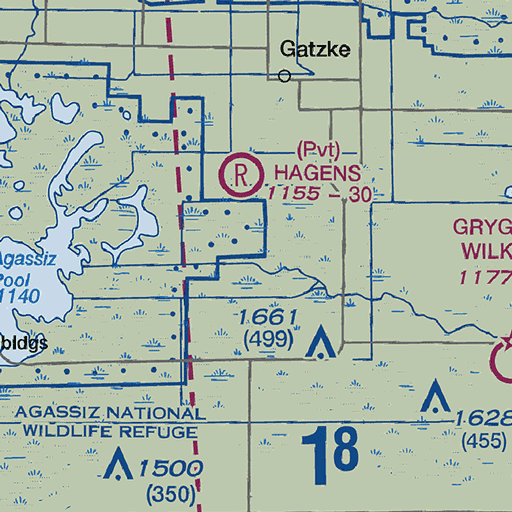 Gatzke
(Pvt)
R
HAGENS
1155 - 30
GRYG
WILK
1177
Agassiz
Pool
1140
bldgs
1661
(499)
AGASSIZ NATIONAL
WILDLIFE REFUGE
1500
(350)
18
1628
(455)